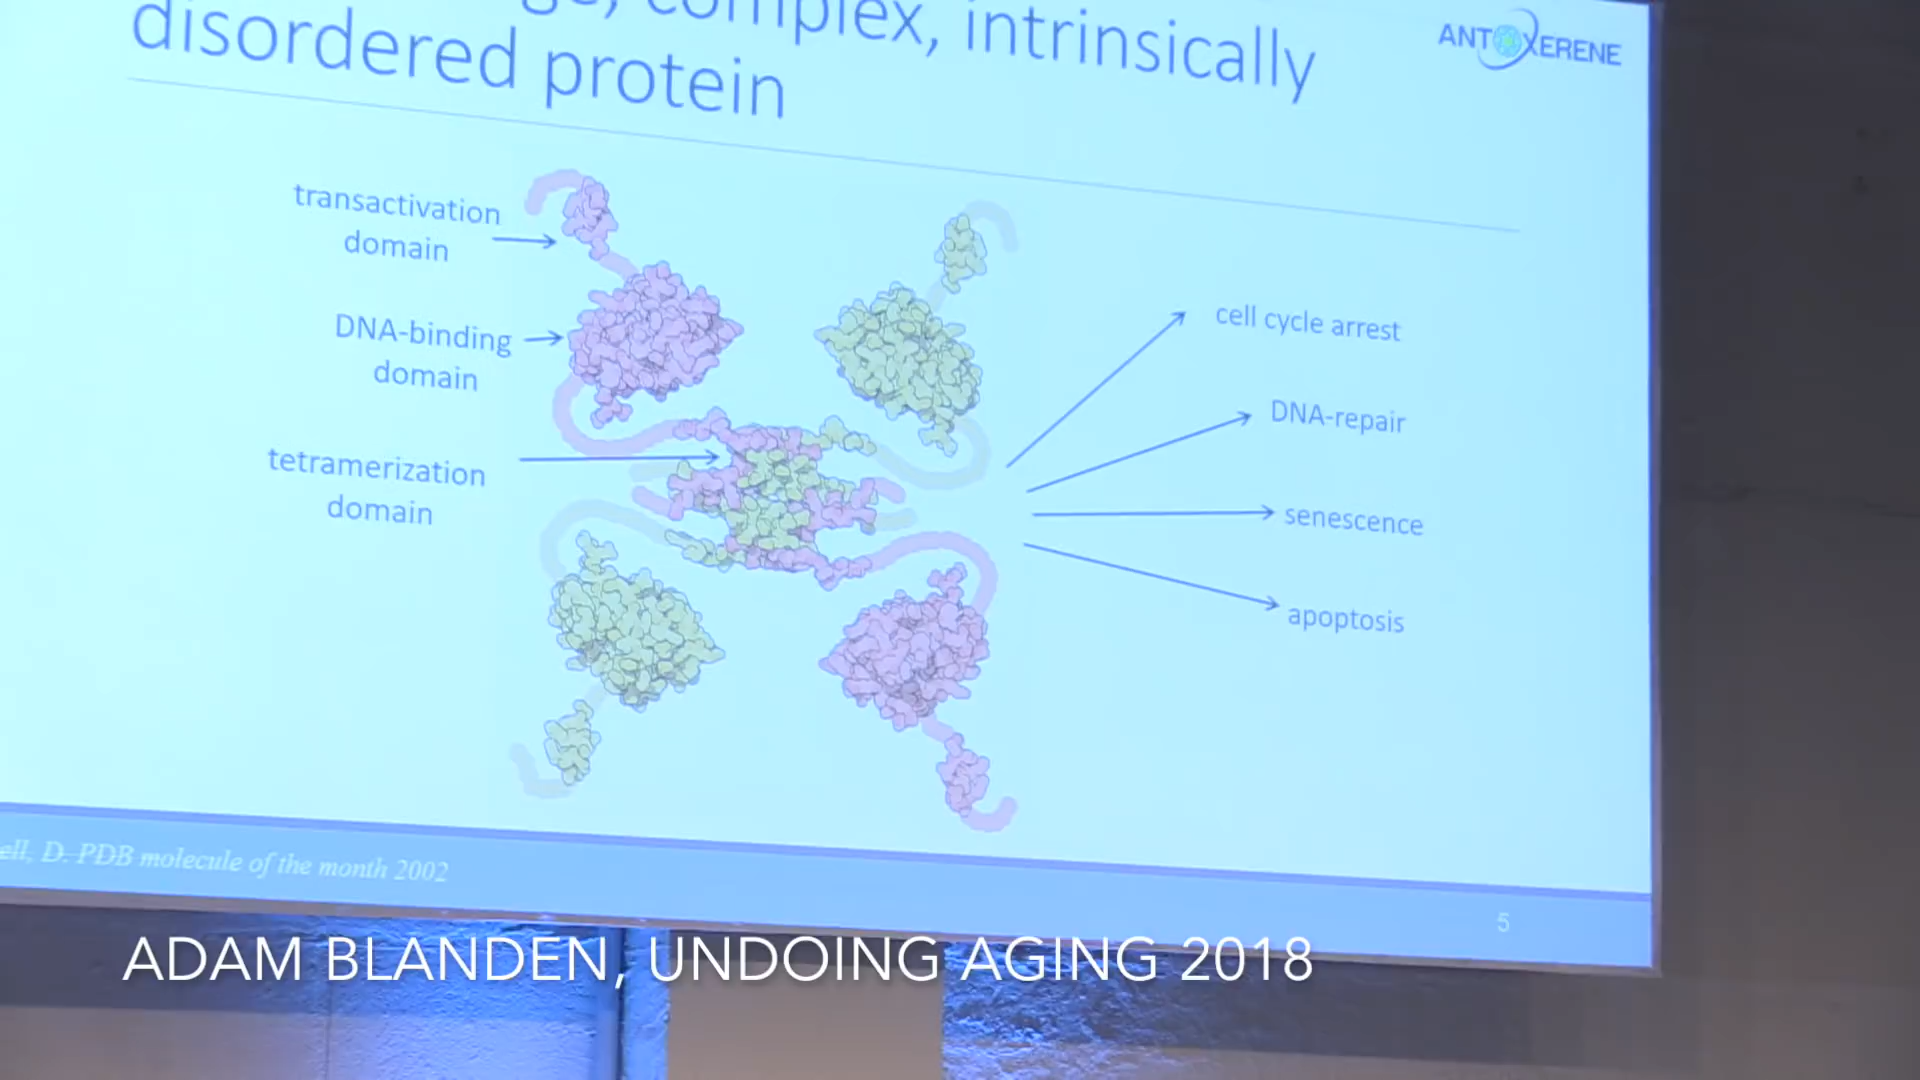 complex, intrinsically
disordered protein
ANTOXERENE
transactivation
domain
DNA-binding
domain
tetramerization
domain
cell cycle arrest
DNA-repair
senescence
apoptosis
D. PDB molecule of the month 2002
5
ADAM BLANDEN, UNDOING AGING 2018